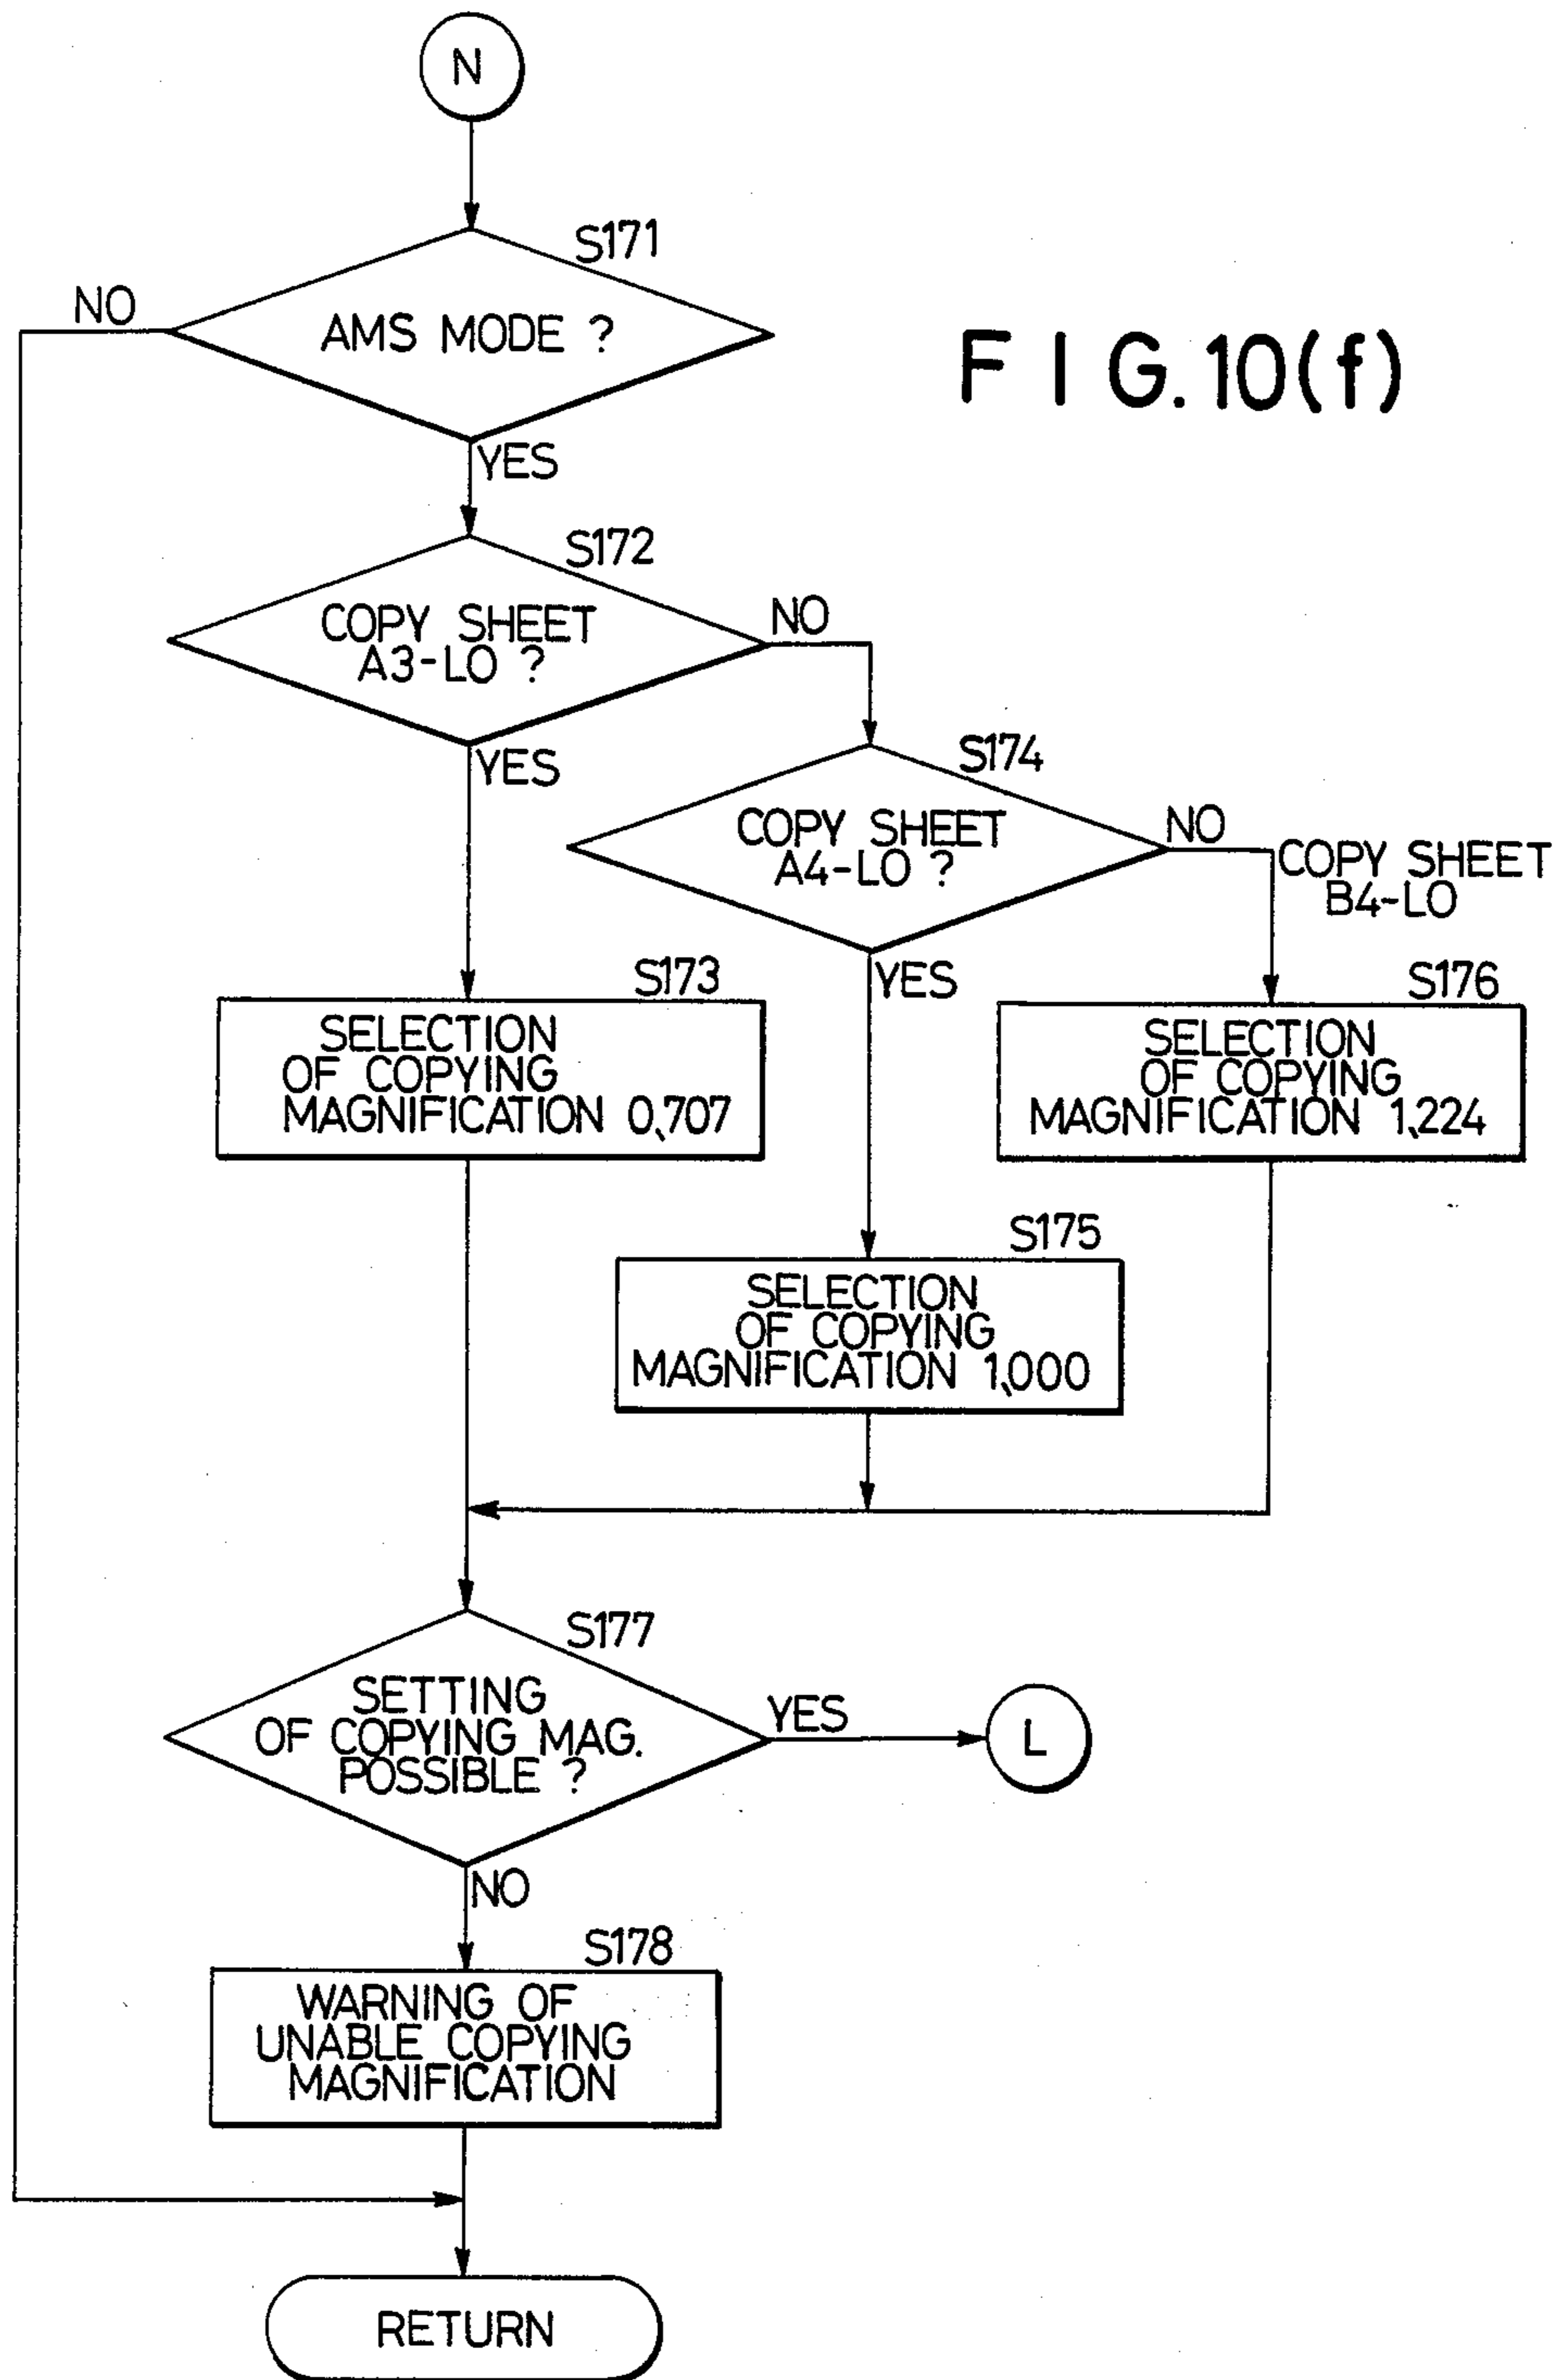 N
S171
NO
AMS MODE ?
F I G.10(f)
YES
S172
COPY SHEET
A3-LO ?
NO
YES
S174
COPY SHEET
A4-LO ?
NO
COPY SHEET
B4-LO
YES
S173
SELECTION
OF COPYING
MAGNIFICATION 0,707
S176
SELECTION
OF COPYING
MAGNIFICATION 1,224
S175
SELECTION
OF COPYING
MAGNIFICATION 1,000
S177
SETTING
OF COPYING MAG.
POSSIBLE ?
YES
L
NO
S178
WARNING OF
UNABLE COPYING
MAGNIFICATION
RETURN